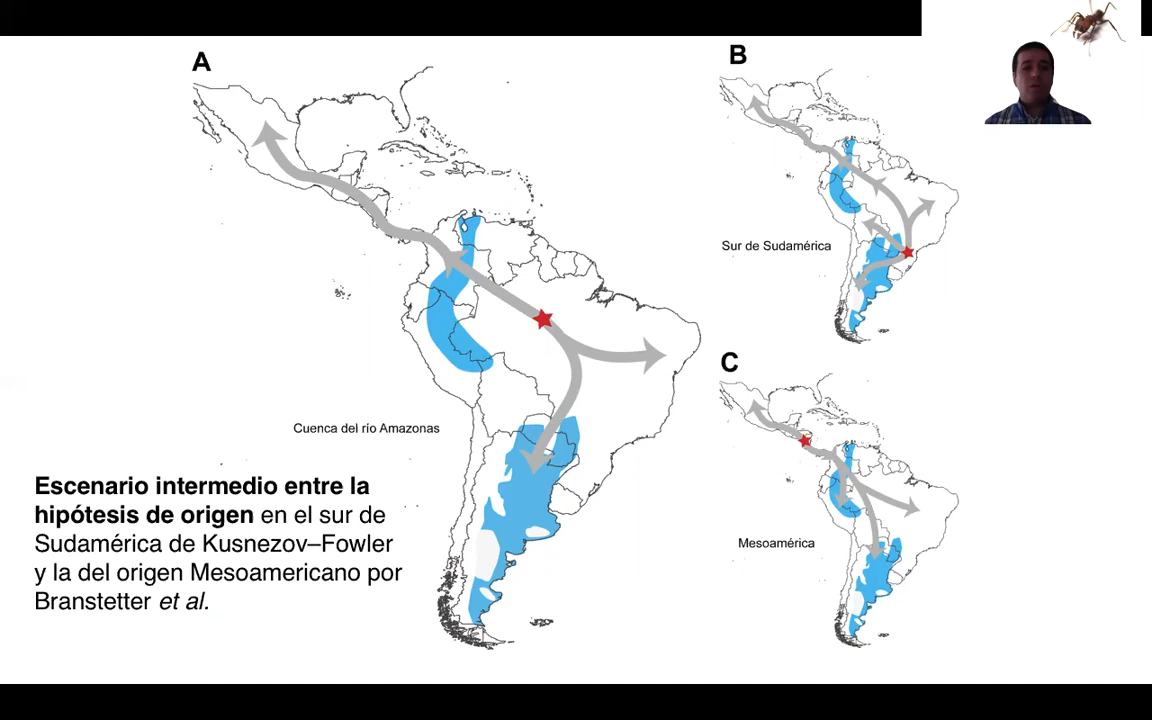 A
B
Sur de Sudamérica
C
Cuenca del río Amazonas
Mesoamérica
Escenario intermedio entre la
hipótesis de origen en el sur de
Sudamérica de Kusnezov–Fowler
y la del origen Mesoamericano por
Branstetter et al.